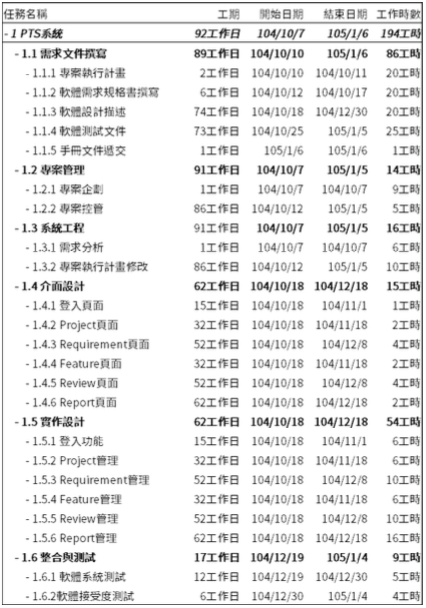 任務名稱 工期 開始日期 結束日期 工作時數
- 1 PTS系統 92工作日 104/10/7 105/1/6 194工時
- 1.1 需求文件撰寫 89工作日 104/10/10 105/1/6 86工時
- 1.1.1 專案執行計畫 2工作日 104/10/10 104/10/11 20工時
- 1.1.2 軟體需求規格書撰寫 6工作日 104/10/12 104/10/17 20工時
- 1.1.3 軟體設計描述 74工作日 104/10/18 104/12/30 20工時
- 1.1.4 軟體測試文件 73工作日 104/10/25 105/1/5 25工時
- 1.1.5 手冊文件遞交 1工作日 105/1/6 105/1/6 1工時
- 1.2 專案管理 91工作日 104/10/7 105/1/5 14工時
- 1.2.1 專案企劃 1工作日 104/10/7 104/10/7 9工時
- 1.2.2 專案控管 86工作日 104/10/12 105/1/5 5工時
- 1.3 系統工程 91工作日 104/10/7 105/1/5 16工時
- 1.3.1 需求分析 1工作日 104/10/7 104/10/7 6工時
- 1.3.2 專案執行計畫修改 86工作日 104/10/12 105/1/5 10工時
- 1.4 介面設計 62工作日 104/10/18 104/12/18 15工時
- 1.4.1 登入頁面 15工作日 104/10/18 104/11/1 1工時
- 1.4.2 Project頁面 32工作日 104/10/18 104/11/18 2工時
- 1.4.3 Requirement頁面 52工作日 104/10/18 104/12/8 4工時
- 1.4.4 Feature頁面 32工作日 104/10/18 104/11/18 2工時
- 1.4.5 Review頁面 52工作日 104/10/18 104/12/8 4工時
- 1.4.6 Report頁面 62工作日 104/10/18 104/12/18 2工時
- 1.5 實作設計 62工作日 104/10/18 104/12/18 54工時
- 1.5.1 登入功能 15工作日 104/10/18 104/11/1 6工時
- 1.5.2 Project管理 32工作日 104/10/18 104/11/18 6工時
- 1.5.3 Requirement管理 52工作日 104/10/18 104/12/8 10工時
- 1.5.4 Feature管理 32工作日 104/10/18 104/11/18 6工時
- 1.5.5 Review管理 52工作日 104/10/18 104/12/8 10工時
- 1.5.6 Report管理 62工作日 104/10/18 104/12/18 16工時
- 1.6 整合與測試 17工作日 104/12/19 105/1/4 9工時
- 1.6.1 軟體系統測試 12工作日 104/12/19 104/12/30 5工時
- 1.6.2軟體接受度測試 6工作日 104/12/30 105/1/4 4工時